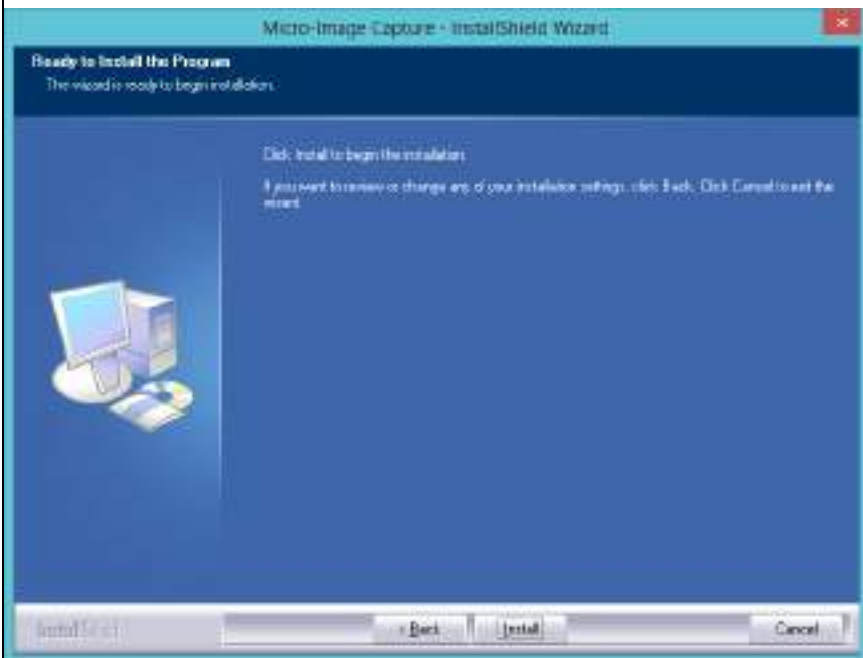 Micro-Image Capture - InstallShield Wizard
Ready to Install the Program
The wizard is ready to begin installation.
Click Install to begin the installation.
If you want to review or change any of your installation settings, click Back. Click Cancel to exit the
wizard.
InstallShield
< Back
Install
Cancel